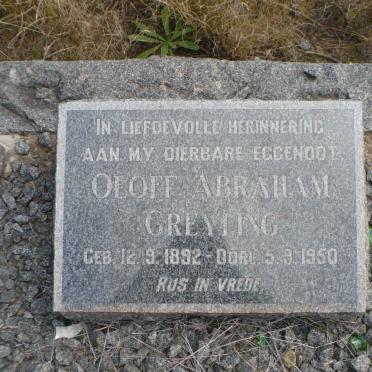 IN LIEFDEVOLLE HERINNERING
AAN MY DIERBARE EGGENOOT
OLOFF ABRAHAM
GREYLING
GEB. 12.9.1892 - OORL. 5.9.1950
RUS IN VREDE.